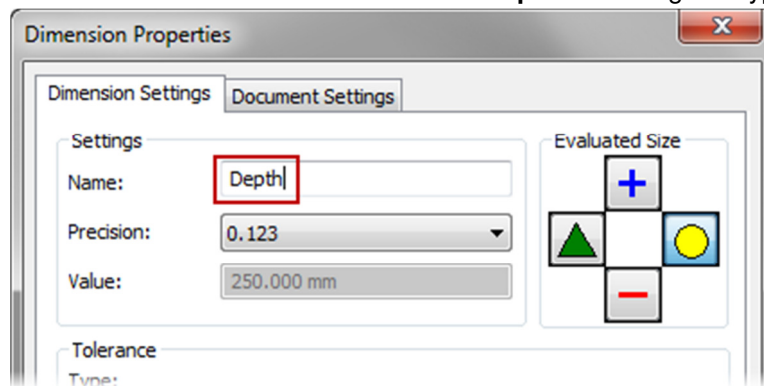 Dimension Properties
X
Dimension Settings Document Settings
Settings
Evaluated Size
Name: Depth
+
Precision: 0.123
Value: 250.000 mm
−
Tolerance
Type: